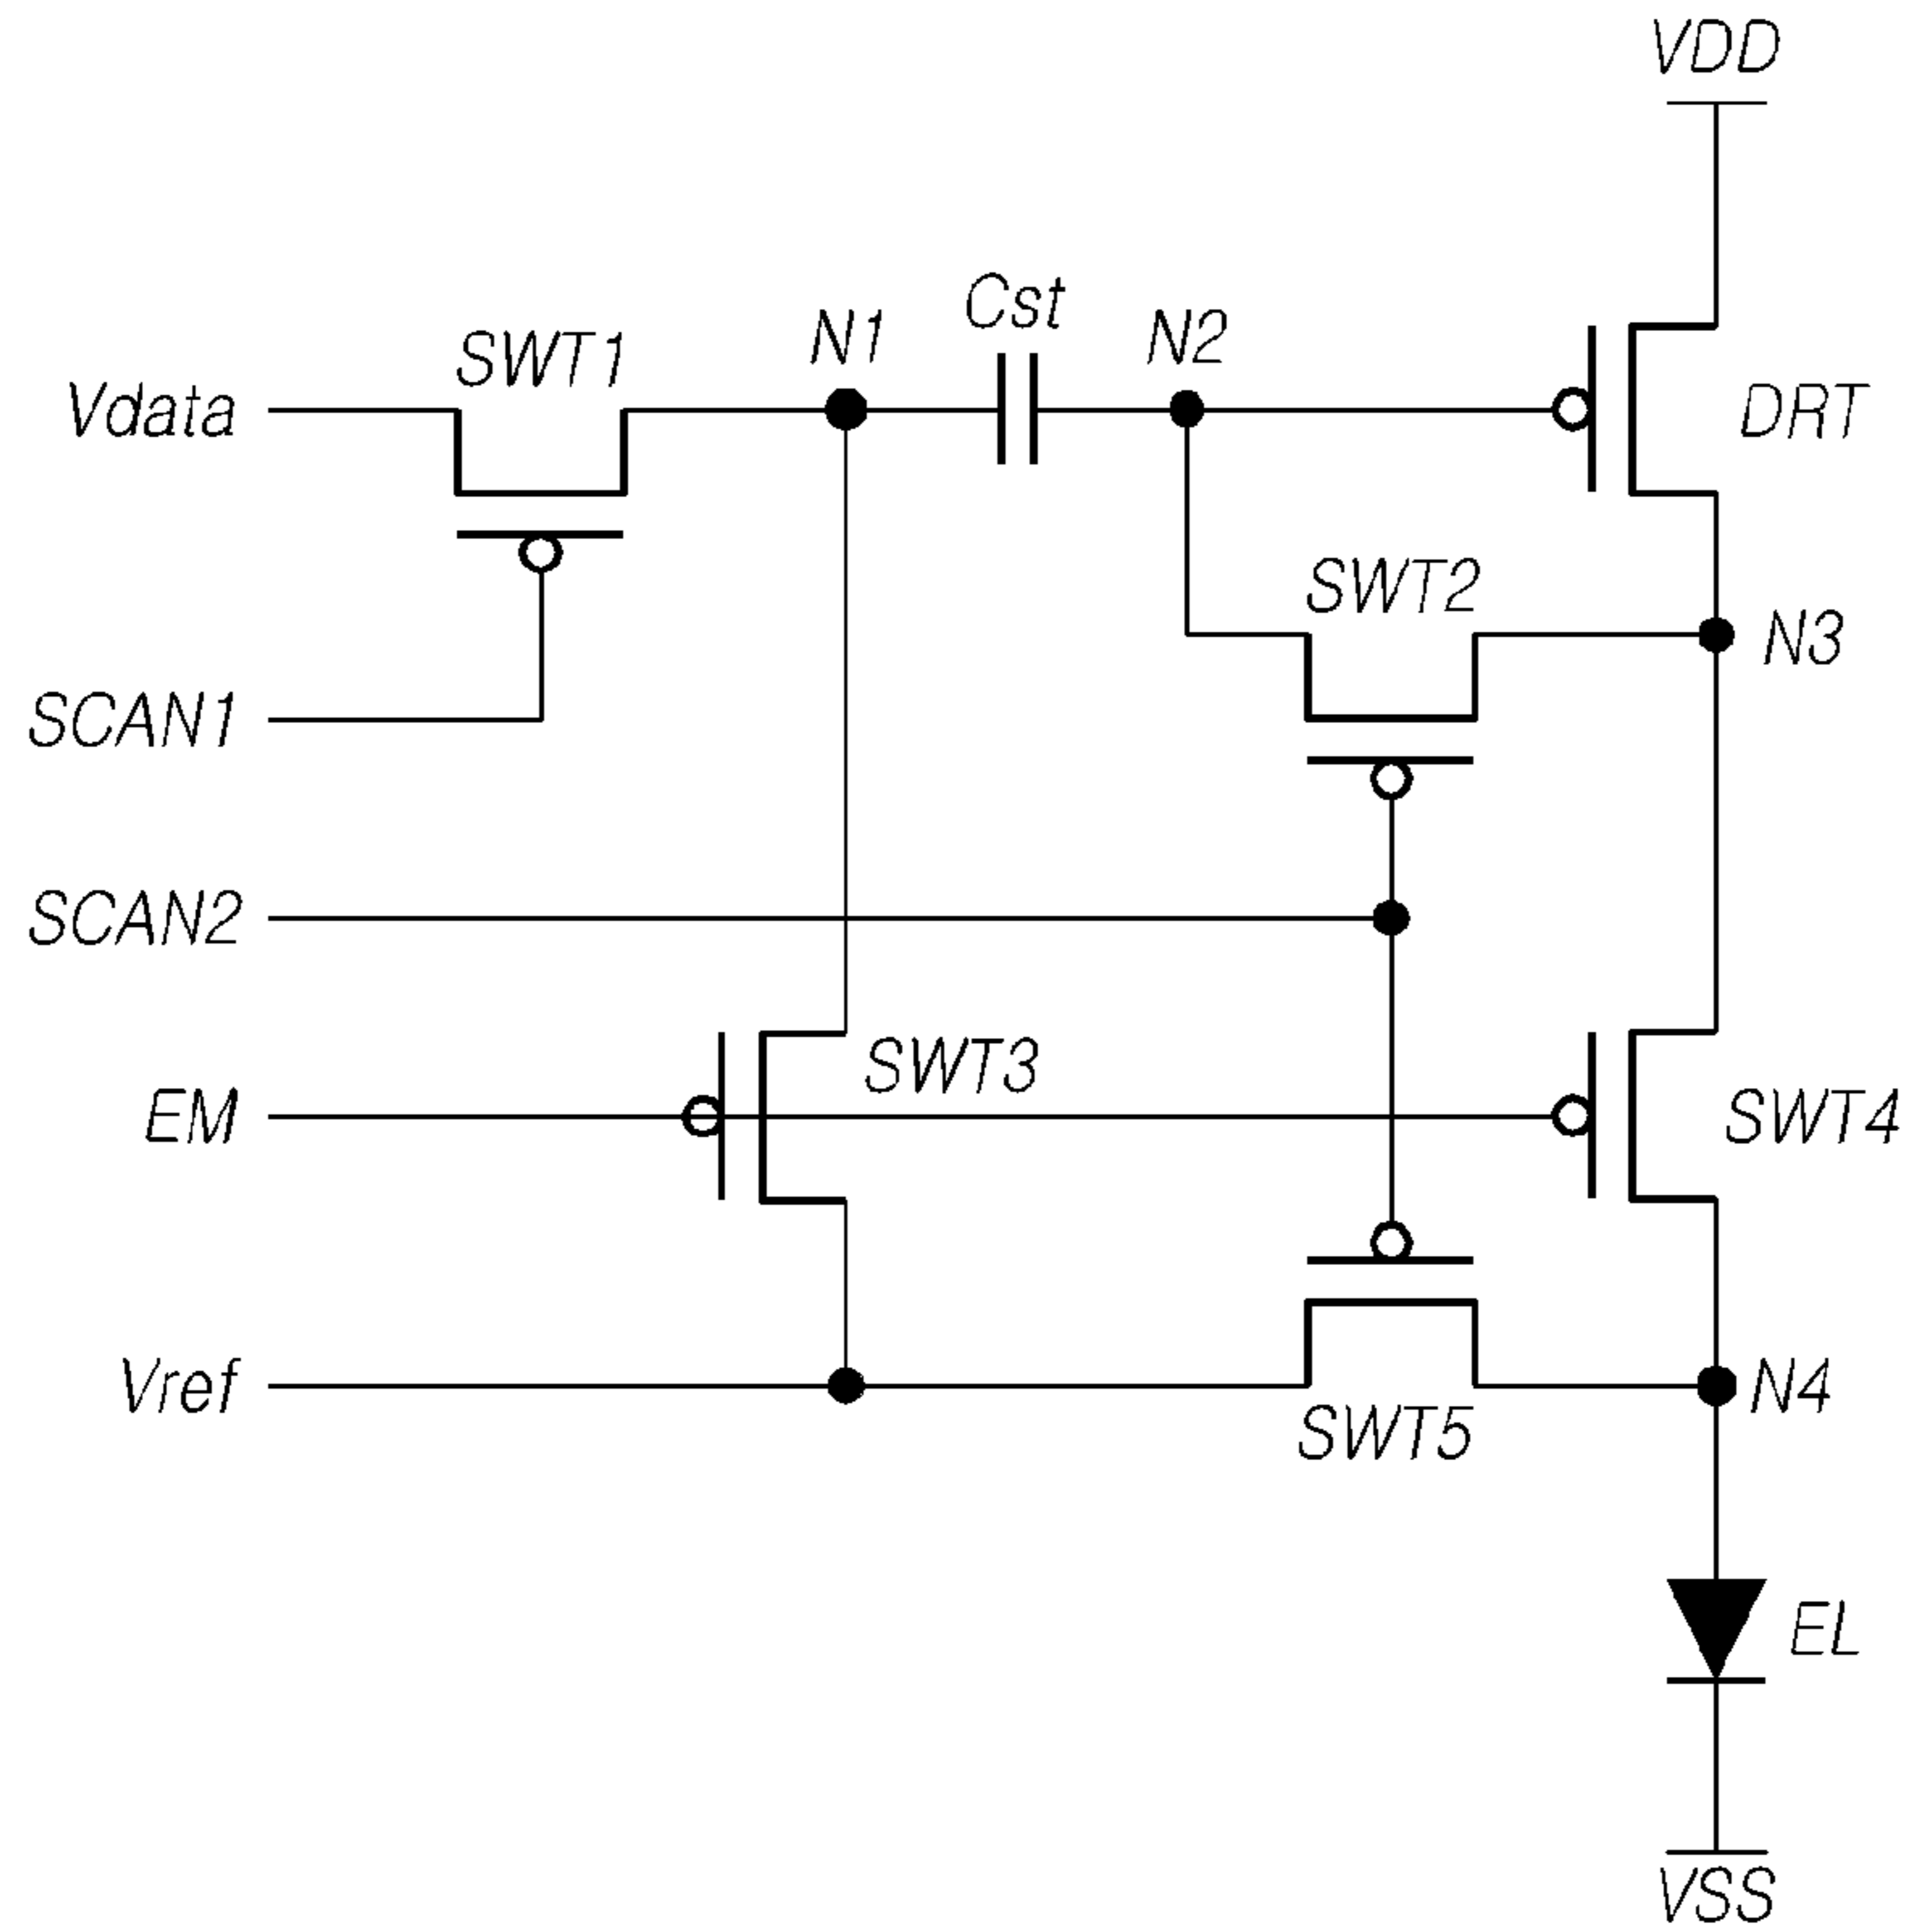 VDD
Cst
N1
N2
SWT1
Vdata
DRT
SWT2
N3
SCAN1
SCAN2
SWT3
EM
SWT4
Vref
N4
SWT5
EL
VSS